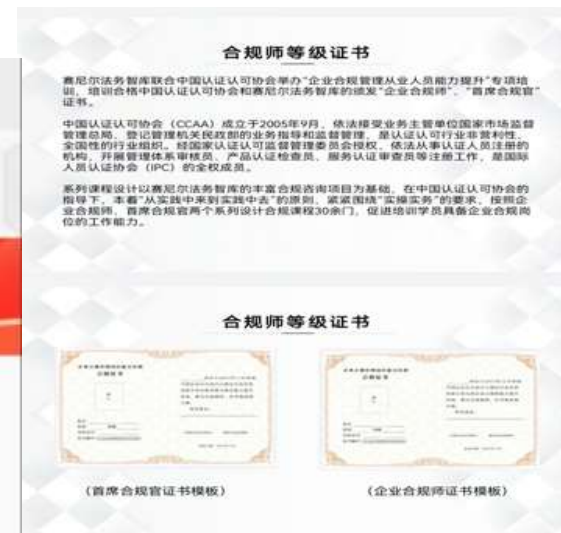 合规师等级证书
赛尼尔法务智库联合中国认证认可协会举办“企业合规管理从业人员能力提升”专项培
训，培训合格中国认证认可协会和赛尼尔法务智库的颁发“企业合规师”、“首席合规官”
证书。
中国认证认可协会（CCAA）成立于2005年9月，依法接受业务主管单位国家市场监督
管理总局、登记管理机关民政部的业务指导和监督管理，是认证认可行业非营利性、
全国性的行业组织。经国家认证认可监督管理委员会授权，依法从事认证人员注册的
机构，开展管理体系审核员、产品认证检查员、服务认证审查员等注册工作，是国际
人员认证协会（IPC）的全权成员。
系列课程设计以赛尼尔法务智库的丰富合规咨询项目为基础，在中国认证认可协会的
指导下，本着“从实践中来到实践中去”的原则，紧紧围绕“实操实务”的要求，按照企
业合规师、首席合规官两个系列设计合规课程30余门，促进培训学员具备企业合规岗
位的工作能力。
合规师等级证书
（首席合规官证书模板）
（企业合规师证书模板）